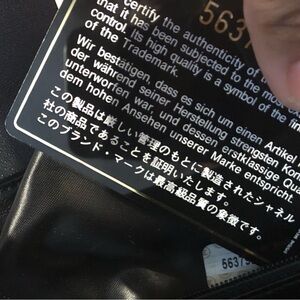 5637
certify the authenticity of
that it has been subjected to the most
control. Its high quality is a symbol of the
of the Trademark.
Wir bestätigen, dass es sich um einen Artikel
der während seiner Herstellung strengsten Kon
unterworfen war, und dessen erstklassige Qua
dem hohen Ansehen unserer Marke entspricht.
この製品は厳しい管理のもとに製造されたシャネル
社の商品であることを証明いたします。
このブランド・マークは最高級品質の象徴です。
5637